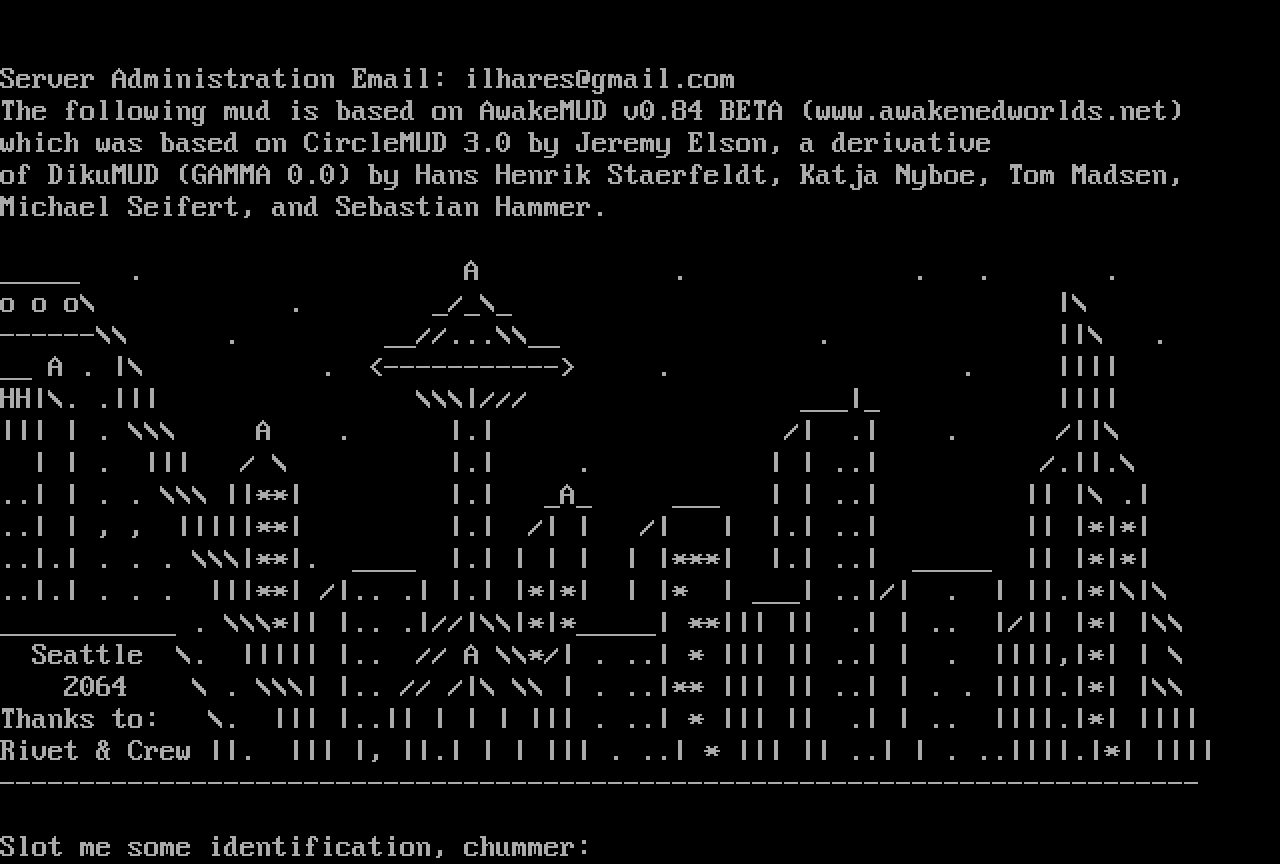 Server Administration Email: ilhares@gmail.com
The following mud is based on AwakeMUD v0.84 BETA (www.awakenedworlds.net)
which was based on CircleMUD 3.0 by Jeremy Elson, a derivative
of DikuMUD (GAMMA 0.0) by Hans Henrik Staerfeldt, Katja Nyboe, Tom Madsen,
Michael Seifert, and Sebastian Hammer.
Seattle
2064
Thanks to:
Rivet & Crew
Slot me some identification, chummer: